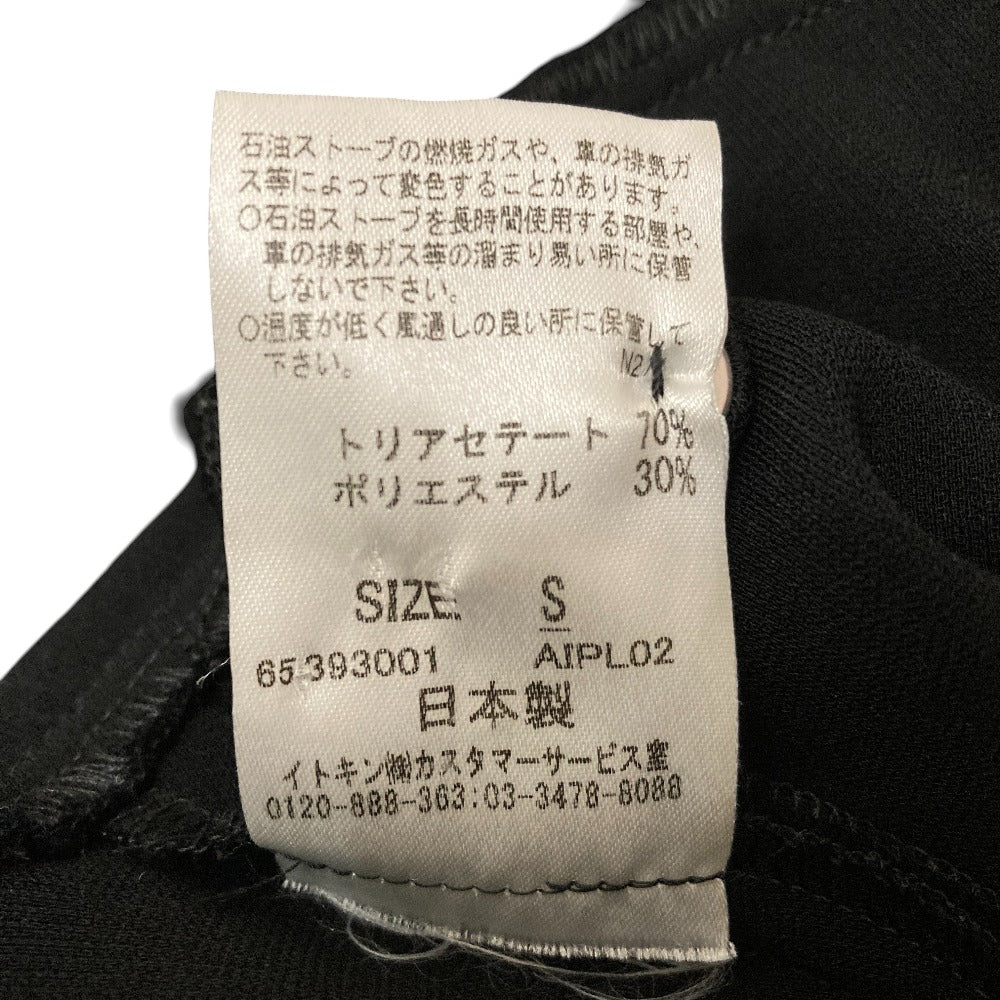 石油ストーブの燃焼ガスや、車の排気ガ
ス等によって変色することがあります。
○石油ストーブを長時間使用する部屋や、
車の排気ガス等の溜まり易い所に保管
しないで下さい。
○温度が低く風通しの良い所に保管して
下さい。
トリアセテート 70%
ポリエステル 30%
SIZE S
65393001 AIPL02
日本製
イトキン㈱カスタマーサービス室
0120-888-363:03-3478-8088